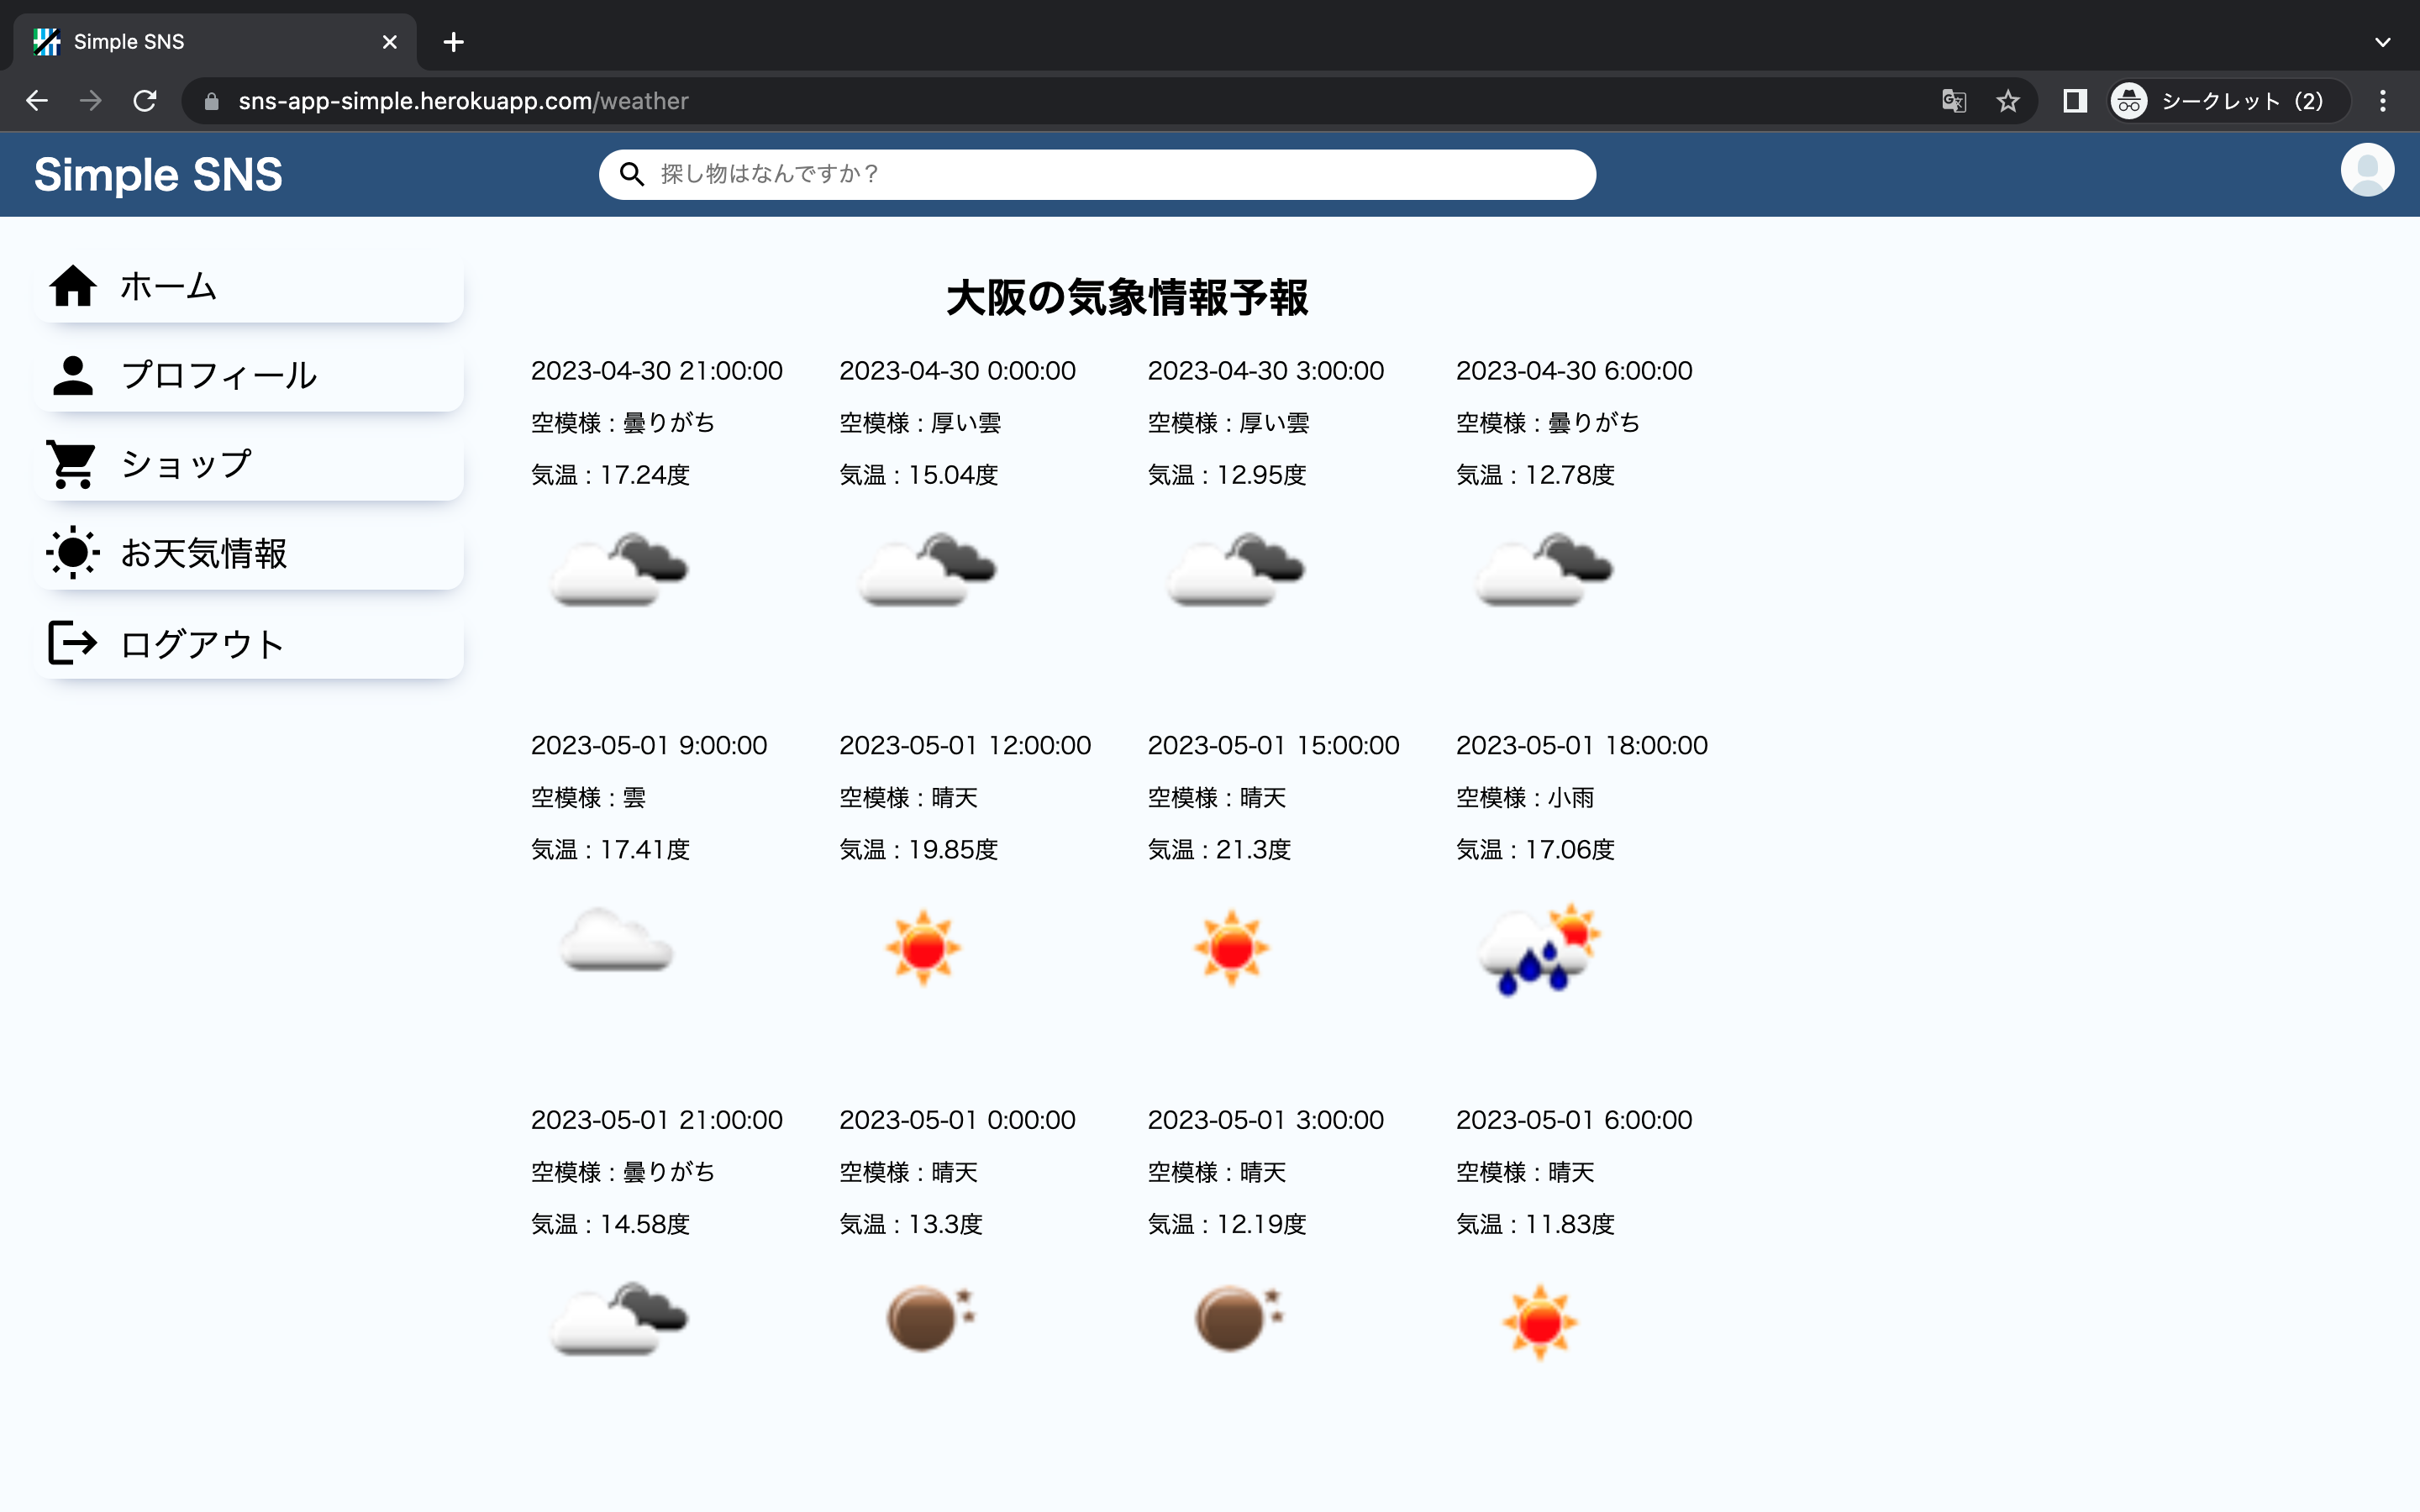 Simple SNS
sns-app-simple.herokuapp.com/weather
シークレット（2）
Simple SNS
探し物はなんですか？
ホーム
プロフィール
ショップ
お天気情報
ログアウト
大阪の気象情報予報
2023-04-30 21:00:00 2023-04-30 0:00:00 2023-04-30 3:00:00 2023-04-30 6:00:00
空模様 : 曇りがち 空模様 : 厚い雲 空模様 : 厚い雲 空模様 : 曇りがち
気温 : 17.24度 気温 : 15.04度 気温 : 12.95度 気温 : 12.78度
2023-05-01 9:00:00 2023-05-01 12:00:00 2023-05-01 15:00:00 2023-05-01 18:00:00
空模様 : 雲 空模様 : 晴天 空模様 : 晴天 空模様 : 小雨
気温 : 17.41度 気温 : 19.85度 気温 : 21.3度 気温 : 17.06度
2023-05-01 21:00:00 2023-05-01 0:00:00 2023-05-01 3:00:00 2023-05-01 6:00:00
空模様 : 曇りがち 空模様 : 晴天 空模様 : 晴天 空模様 : 晴天
気温 : 14.58度 気温 : 13.3度 気温 : 12.19度 気温 : 11.83度